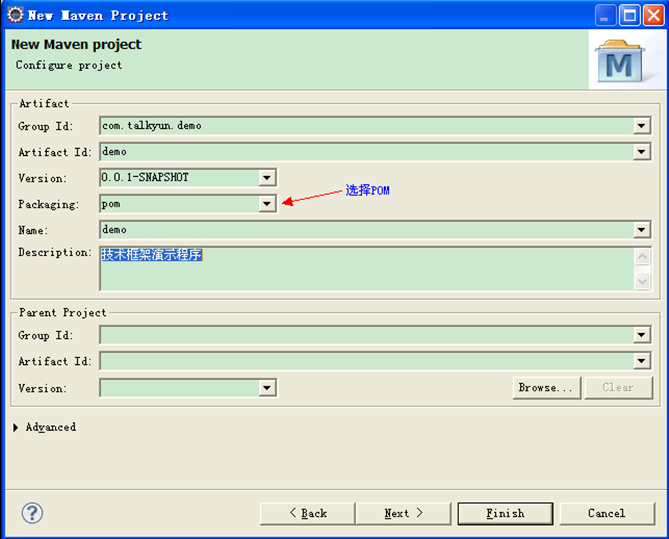 New Maven Project
New Maven project
Configure project
M
Artifact
Group Id: com.talkyun.demo
Artifact Id: demo
Version: 0.0.1-SNAPSHOT
Packaging: pom
选择POM
Name: demo
Description: 技术框架演示程序
Parent Project
Group Id:
Artifact Id:
Version:
Browse... Clear
Advanced
? < Back Next > Finish Cancel